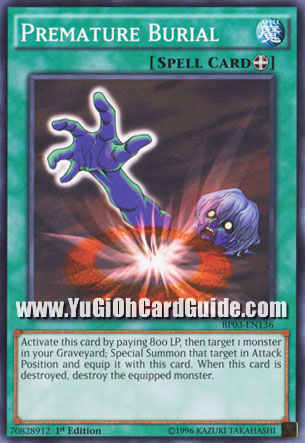 PREMATURE BURIAL
魔
[SPELL CARD]
www.YuGiOhCardGuide.com
BP03-EN136
Activate this card by paying 800 LP, then target 1 monster
in your Graveyard; Special Summon that target in Attack
Position and equip it with this card. When this card is
destroyed, destroy the equipped monster.
70828912 1st Edition ©1996 KAZUKI TAKAHASHI